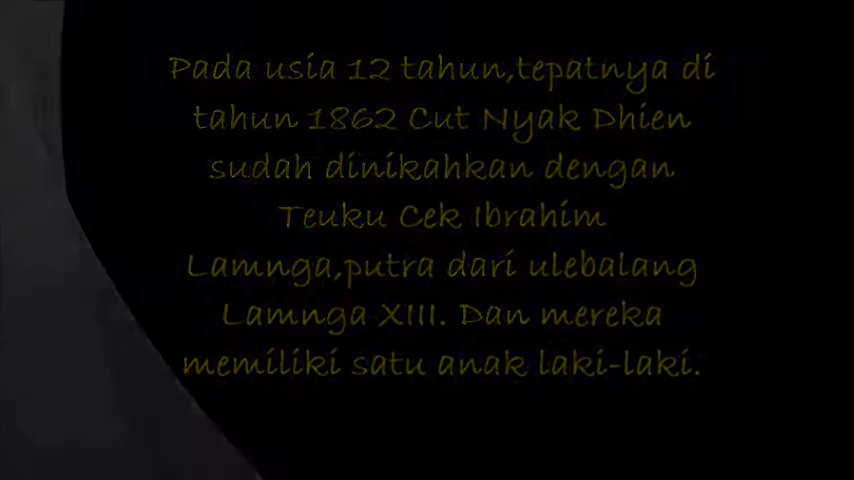 Pada usia 12 tahun,tepatnya di
tahun 1862 Cut Nyak Dhien
sudah dinikahkan dengan
Teuku Cek Ibrahim
Lamnga,putra dari ulebalang
Lamnga XIII. Dan mereka
memiliki satu anak laki-laki.